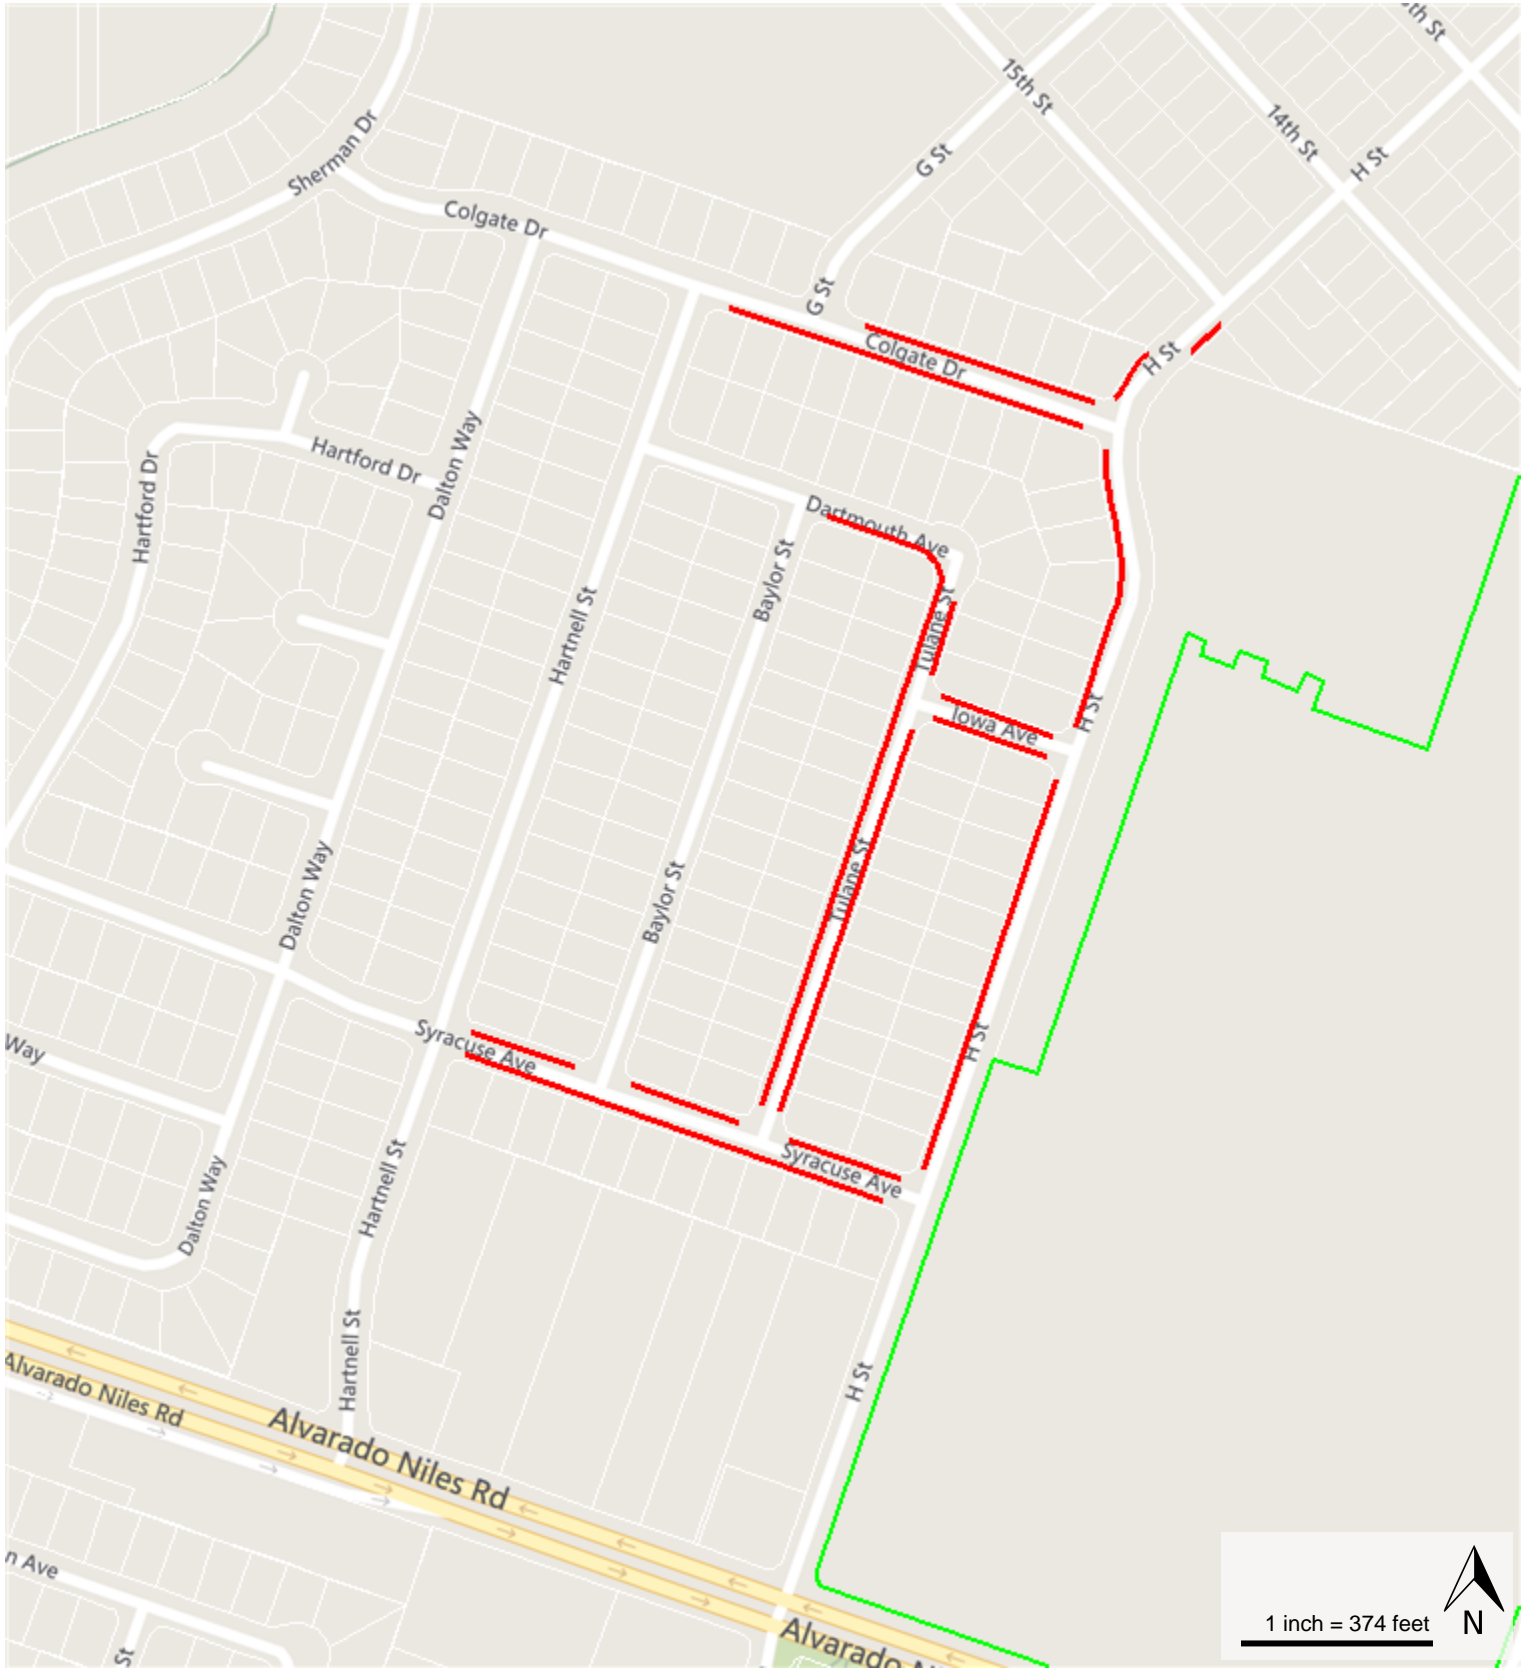 15th St
14th St
H St
G St
Sherman Dr
Colgate Dr
G St
Colgate Dr
H St
Hartford Dr
Hartford Dr
Dalton Way
Dartmouth Ave
Baylor St
Tulane St
Hartnell St
Iowa Ave
H St
Tulane St
Baylor St
Dalton Way
Syracuse Ave
H St
Way
Syracuse Ave
Dalton Way
Hartnell St
Hartnell St
H St
Alvarado Niles Rd
Alvarado Niles Rd
Ave
St
Alvarado
1 inch = 374 feet
N